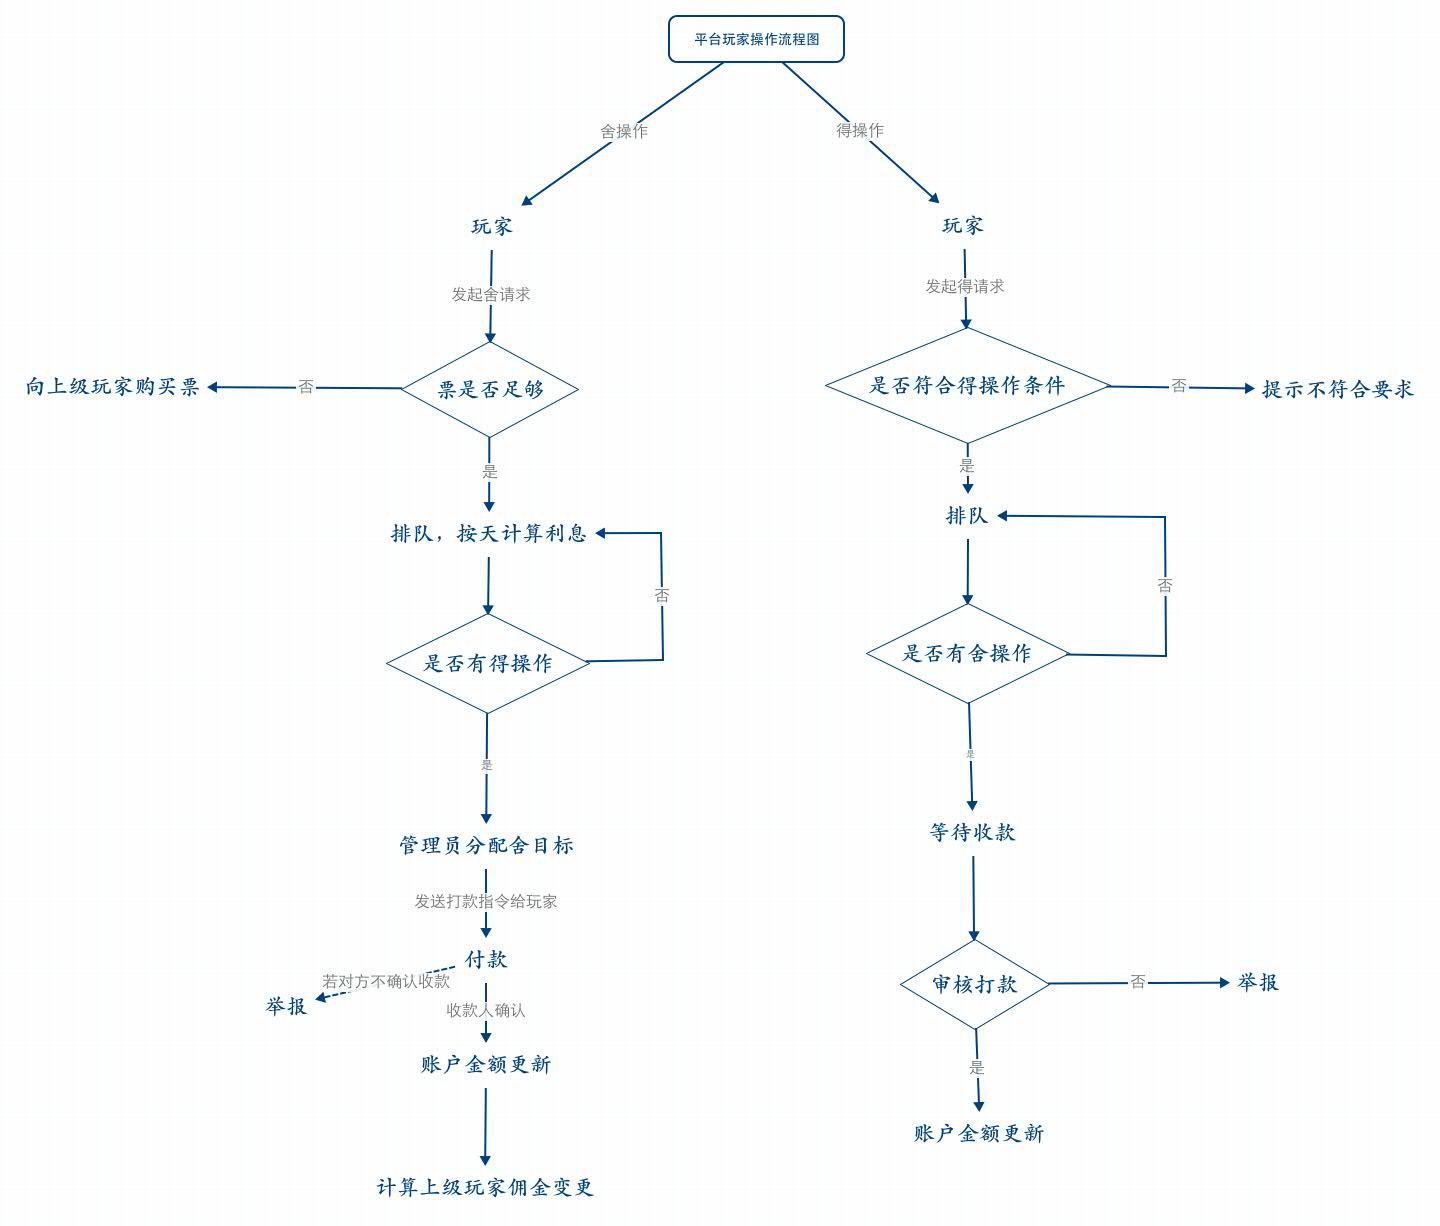 平台玩家操作流程图
舍操作
得操作
玩家
玩家
发起舍请求
发起得请求
向上级玩家购买票
否
票是否足够
是否符合得操作条件
否
提示不符合要求
是
是
排队，按天计算利息
排队
否
否
是否有得操作
是否有舍操作
是
是
管理员分配舍目标
等待收款
发送打款指令给玩家
付款
若对方不确认收款
举报
收款人确认
审核打款
否
举报
账户金额更新
是
账户金额更新
计算上级玩家佣金变更